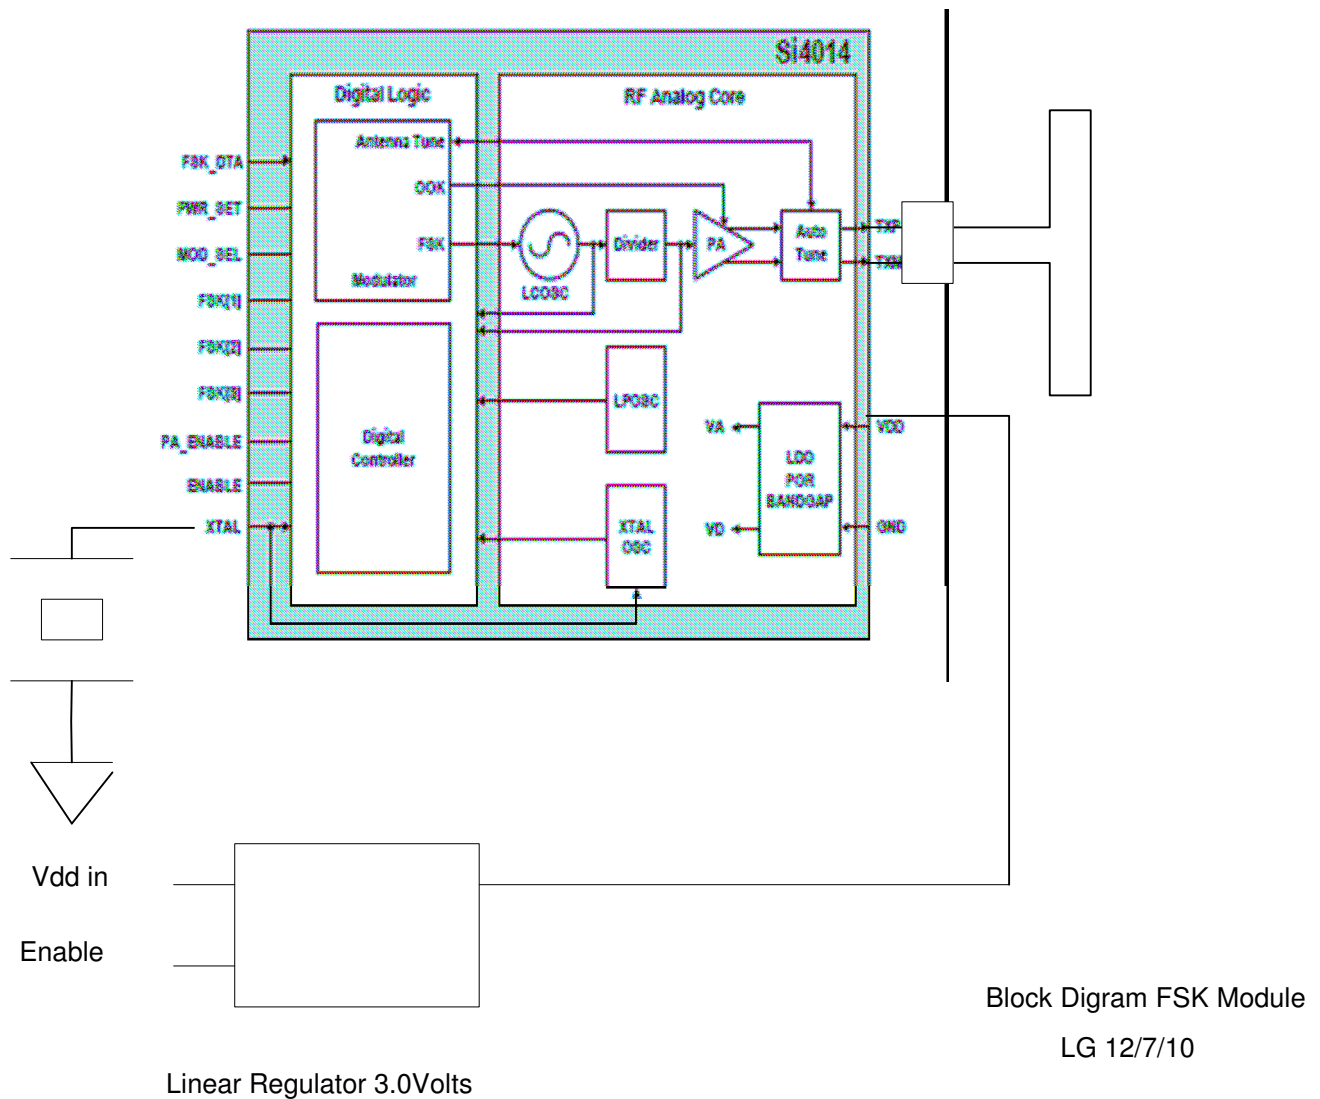 Si4014
Digital Logic
RF Analog Core
Antenna Tune
OOK
FSK
Modulator
FSK_DTA
PWR_SET
MOD_SEL
FSK[1]
FSK[2]
FSK[3]
PA_ENABLE
ENABLE
XTAL
LCOSC
Divider
PA
Auto
Tune
TXP
TXM
Digital
Controller
LPOSC
XTAL
OSC
VA
VD
LDO
POR
BANDGAP
VDD
GND
Vdd in
Enable
Linear Regulator 3.0Volts
Block Digram FSK Module
LG 12/7/10